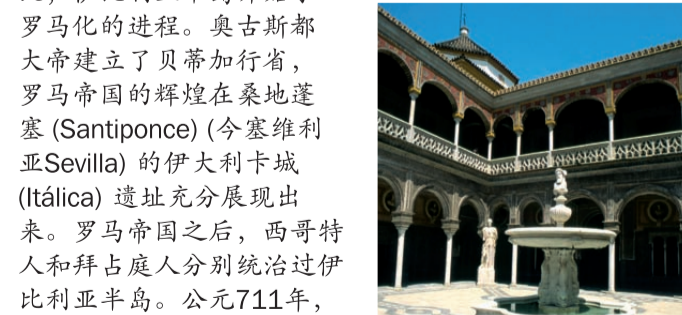 罗马化的进程。奥古斯都
大帝建立了贝蒂加行省，
罗马帝国的辉煌在桑地蓬
塞 (Santiponce) (今塞维利
亚Sevilla) 的伊大利卡城
(Itálica) 遗址充分展现出
来。罗马帝国之后，西哥特
人和拜占庭人分别统治过伊
比利亚半岛。公元711年，